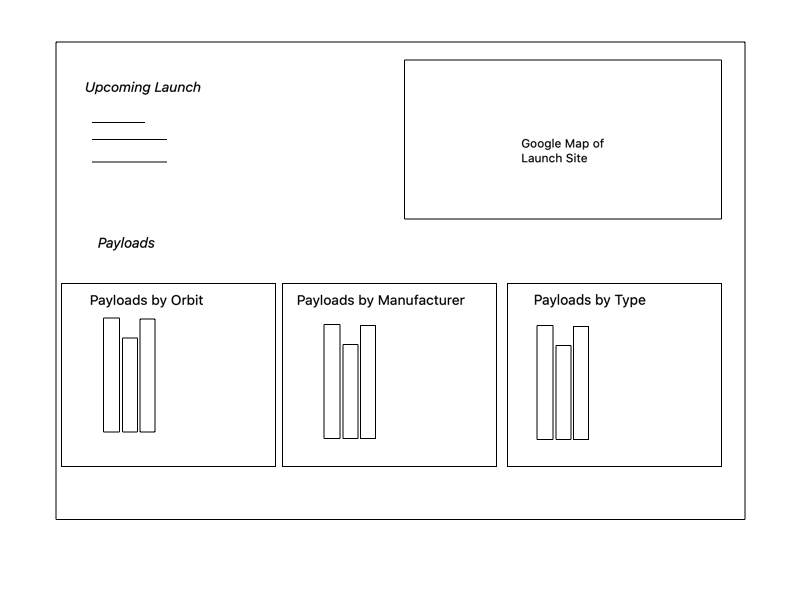 Upcoming Launch
Google Map of
Launch Site
Payloads
Payloads by Orbit
Payloads by Manufacturer
Payloads by Type